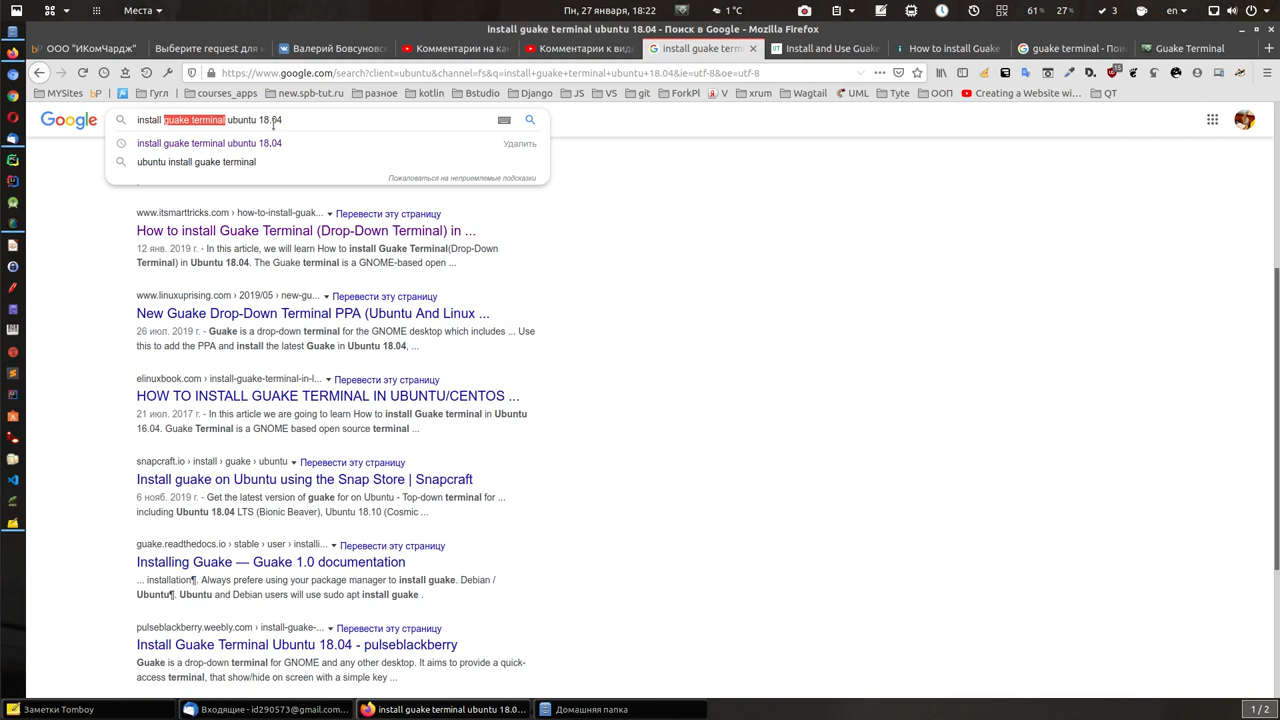 Пн, 27 января, 18:22
1 °C
61%
27%
install guake terminal ubuntu 18.04 - Поиск в Google - Mozilla Firefox
ООО "ИКомЧардж"
Выберите request для к
Валерий Бовсуновск
Комментарии на кан
Комментарии к виде
install guake termi
Install and Use Guake
How to install Guake
guake terminal - Пои
Guake Terminal
https://www.google.com/search?client=ubuntu&channel=fs&q=install+guake+terminal+ubuntu+18.04&ie=utf-8&oe=utf-8
MYSites
bP
Гугл
courses_apps
new.spb-tut.ru
разное
kotlin
Bstudio
Django
JS
VS
git
ForkPl
V
xrum
Wagtail
UML
Tyte
ООП
Creating a Website wi...
QT
Google
install guake terminal ubuntu 18.04
install guake terminal ubuntu 18.04
Удалить
ubuntu install guake terminal
Пожаловаться на неприемлемые подсказки
www.itsmarttricks.com › how-to-install-guak...
Перевести эту страницу
How to install Guake Terminal (Drop-Down Terminal) in ...
12 янв. 2019 г. - In this article, we will learn How to install Guake Terminal(Drop-Down
Terminal) in Ubuntu 18.04. The Guake terminal is a GNOME-based open ...
www.linuxuprising.com › 2019/05 › new-gu...
Перевести эту страницу
New Guake Drop-Down Terminal PPA (Ubuntu And Linux ...
26 июл. 2019 г. - Guake is a drop-down terminal for the GNOME desktop which includes ... Use
this to add the PPA and install the latest Guake in Ubuntu 18.04, ...
elinuxbook.com › install-guake-terminal-in-l...
Перевести эту страницу
HOW TO INSTALL GUAKE TERMINAL IN UBUNTU/CENTOS ...
21 июл. 2017 г. - In this article we are going to learn How to install Guake terminal in Ubuntu
16.04. Guake Terminal is a GNOME based open source terminal ...
snapcraft.io › install › guake › ubuntu
Перевести эту страницу
Install guake on Ubuntu using the Snap Store | Snapcraft
6 нояб. 2019 г. - Get the latest version of guake for on Ubuntu - Top-down terminal for ...
including Ubuntu 18.04 LTS (Bionic Beaver), Ubuntu 18.10 (Cosmic ...
guake.readthedocs.io › stable › user › installi...
Перевести эту страницу
Installing Guake — Guake 1.0 documentation
... installation¶. Always prefere using your package manager to install guake. Debian /
Ubuntu¶. Ubuntu and Debian users will use sudo apt install guake .
pulseblackberry.weebly.com › install-guake-...
Перевести эту страницу
Install Guake Terminal Ubuntu 18.04 - pulseblackberry
Guake is a drop-down terminal for GNOME and any other desktop. It aims to provide a quick-
access terminal, that show/hide on screen with a simple key ...
Заметки Tomboy
Входящие - id290573@gmail.com...
install guake terminal ubuntu 18.0...
Домашняя папка
1 / 2